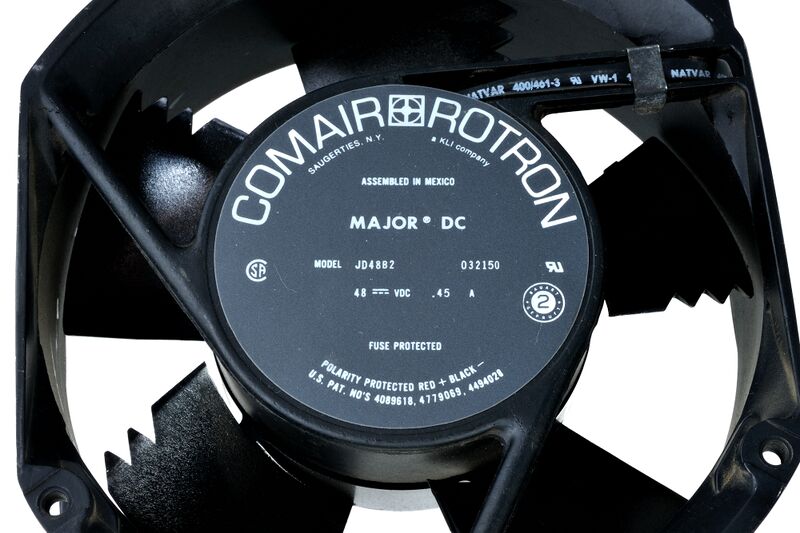 NATVAR 400/461-3 VW-1
NATVAR
COMAIR ROTRON
SAUGERTIES, N.Y. a KLI company
ASSEMBLED IN MEXICO
MAJOR® DC
MODEL JD48B2 032150
48 ⎓ VDC .45 A
2
FUSE PROTECTED
POLARITY PROTECTED RED + BLACK −
U.S. PAT. NO'S 4089618, 4779069, 4494028